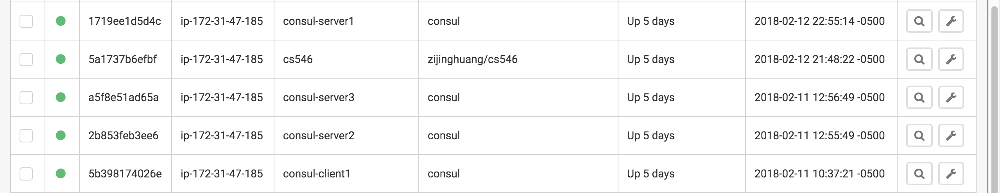 1719ee1d5d4c ip-172-31-47-185 consul-server1 consul Up 5 days 2018-02-12 22:55:14 -0500
5a1737b6efbf ip-172-31-47-185 cs546 zijinghuang/cs546 Up 5 days 2018-02-12 21:48:22 -0500
a5f8e51ad65a ip-172-31-47-185 consul-server3 consul Up 5 days 2018-02-11 12:56:49 -0500
2b853feb3ee6 ip-172-31-47-185 consul-server2 consul Up 5 days 2018-02-11 12:55:49 -0500
5b398174026e ip-172-31-47-185 consul-client1 consul Up 5 days 2018-02-11 10:37:21 -0500